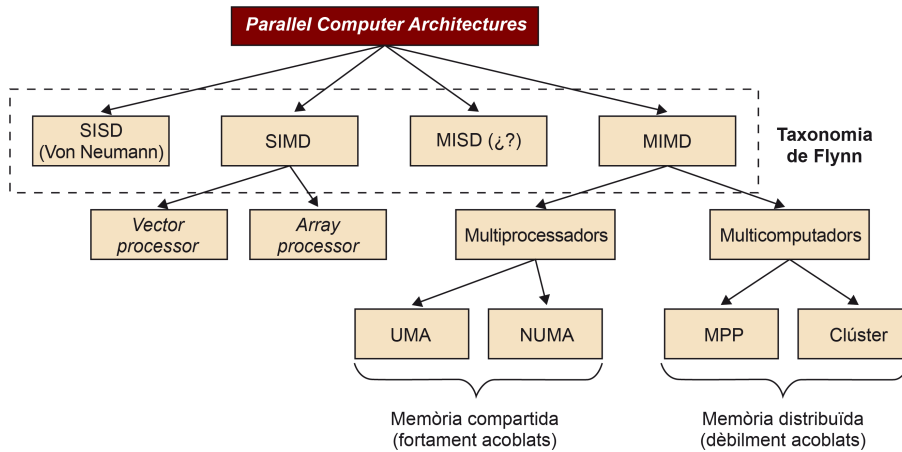 Parallel Computer Architectures
SISD
(Von Neumann)
SIMD
MISD (¿?)
MIMD
Taxonomia
de Flynn
Vector
processor
Array
processor
Multiprocessadors
Multicomputadors
UMA
NUMA
MPP
Clúster
Memòria compartida
(fortament acoblats)
Memòria distribuïda
(dèbilment acoblats)